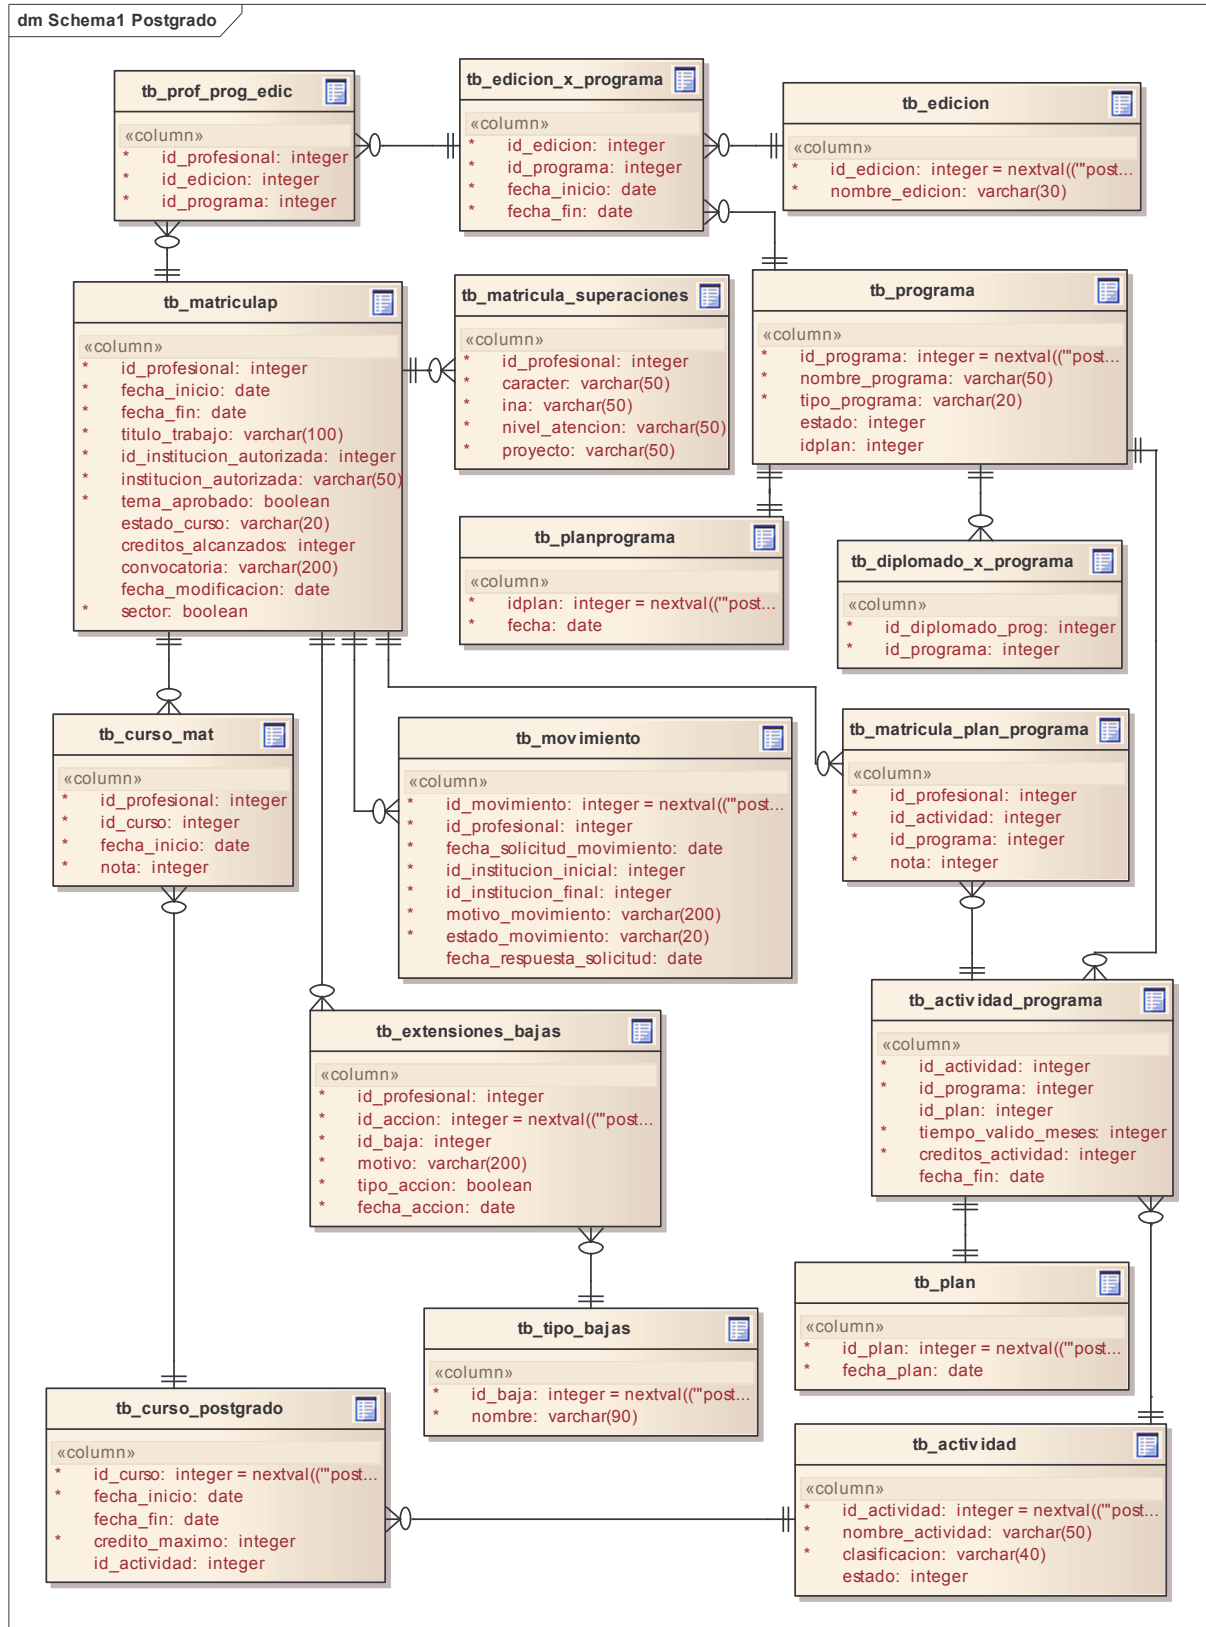 dm Schema1 Postgrado
tb_prof_prog_edic
«column»
* id_profesional: integer
* id_edicion: integer
* id_programa: integer
tb_edicion_x_programa
«column»
* id_edicion: integer
* id_programa: integer
* fecha_inicio: date
* fecha_fin: date
tb_edicion
«column»
* id_edicion: integer = nextval(('"post...
* nombre_edicion: varchar(30)
tb_matriculap
«column»
* id_profesional: integer
* fecha_inicio: date
* fecha_fin: date
* titulo_trabajo: varchar(100)
* id_institucion_autorizada: integer
* institucion_autorizada: varchar(50)
* tema_aprobado: boolean
estado_curso: varchar(20)
creditos_alcanzados: integer
convocatoria: varchar(200)
fecha_modificacion: date
* sector: boolean
tb_matricula_superaciones
«column»
* id_profesional: integer
* caracter: varchar(50)
* ina: varchar(50)
* nivel_atencion: varchar(50)
* proyecto: varchar(50)
tb_programa
«column»
* id_programa: integer = nextval(('"post...
* nombre_programa: varchar(50)
* tipo_programa: varchar(20)
estado: integer
idplan: integer
tb_planprograma
«column»
* idplan: integer = nextval(('"post...
* fecha: date
tb_diplomado_x_programa
«column»
* id_diplomado_prog: integer
* id_programa: integer
tb_curso_mat
«column»
* id_profesional: integer
* id_curso: integer
* fecha_inicio: date
* nota: integer
tb_movimiento
«column»
* id_movimiento: integer = nextval(('"post...
* id_profesional: integer
* fecha_solicitud_movimiento: date
* id_institucion_inicial: integer
* id_institucion_final: integer
* motivo_movimiento: varchar(200)
* estado_movimiento: varchar(20)
fecha_respuesta_solicitud: date
tb_matricula_plan_programa
«column»
* id_profesional: integer
* id_actividad: integer
* id_programa: integer
* nota: integer
tb_extensiones_bajas
«column»
* id_profesional: integer
* id_accion: integer = nextval(('"post...
* id_baja: integer
* motivo: varchar(200)
* tipo_accion: boolean
* fecha_accion: date
tb_actividad_programa
«column»
* id_actividad: integer
* id_programa: integer
id_plan: integer
* tiempo_valido_meses: integer
* creditos_actividad: integer
fecha_fin: date
tb_plan
«column»
* id_plan: integer = nextval(('"post...
* fecha_plan: date
tb_tipo_bajas
«column»
* id_baja: integer = nextval(('"post...
* nombre: varchar(90)
tb_curso_postgrado
«column»
* id_curso: integer = nextval(('"post...
* fecha_inicio: date
fecha_fin: date
* credito_maximo: integer
id_actividad: integer
tb_actividad
«column»
* id_actividad: integer = nextval(('"post...
* nombre_actividad: varchar(50)
* clasificacion: varchar(40)
estado: integer